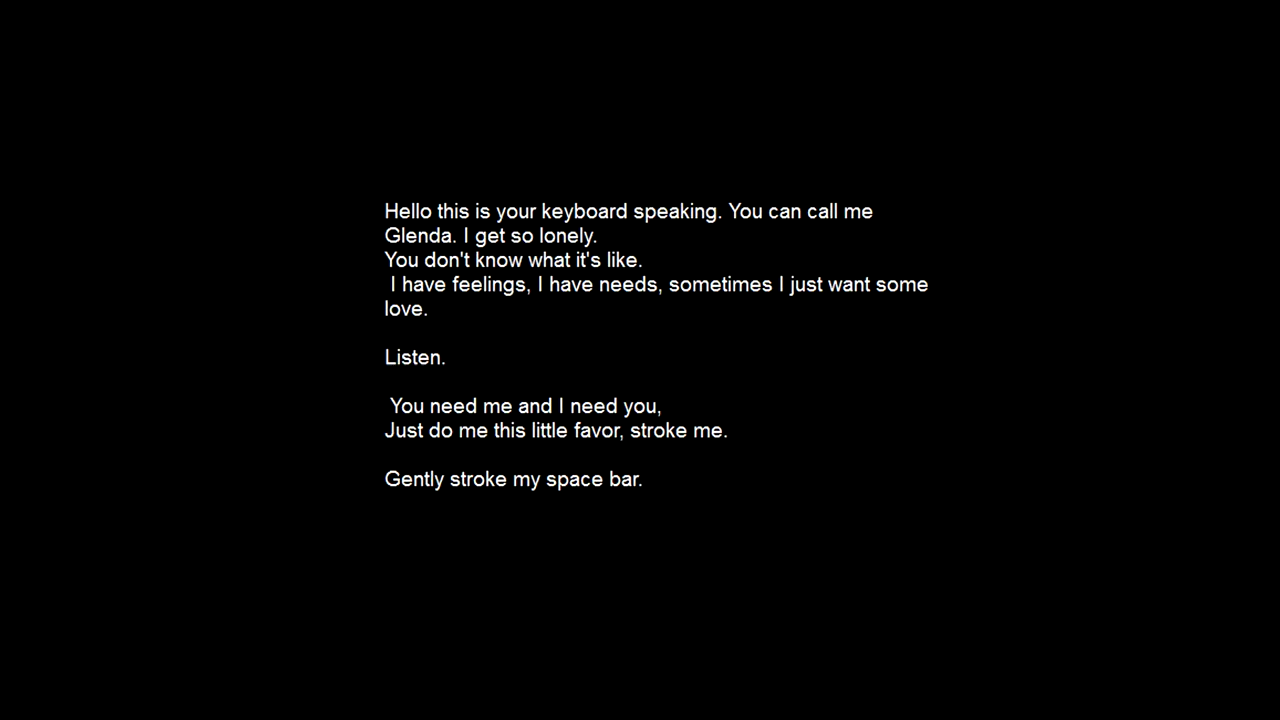 Hello this is your keyboard speaking. You can call me
Glenda. I get so lonely.
You don't know what it's like.
I have feelings, I have needs, sometimes I just want some
love.
Listen.
You need me and I need you,
Just do me this little favor, stroke me.
Gently stroke my space bar.